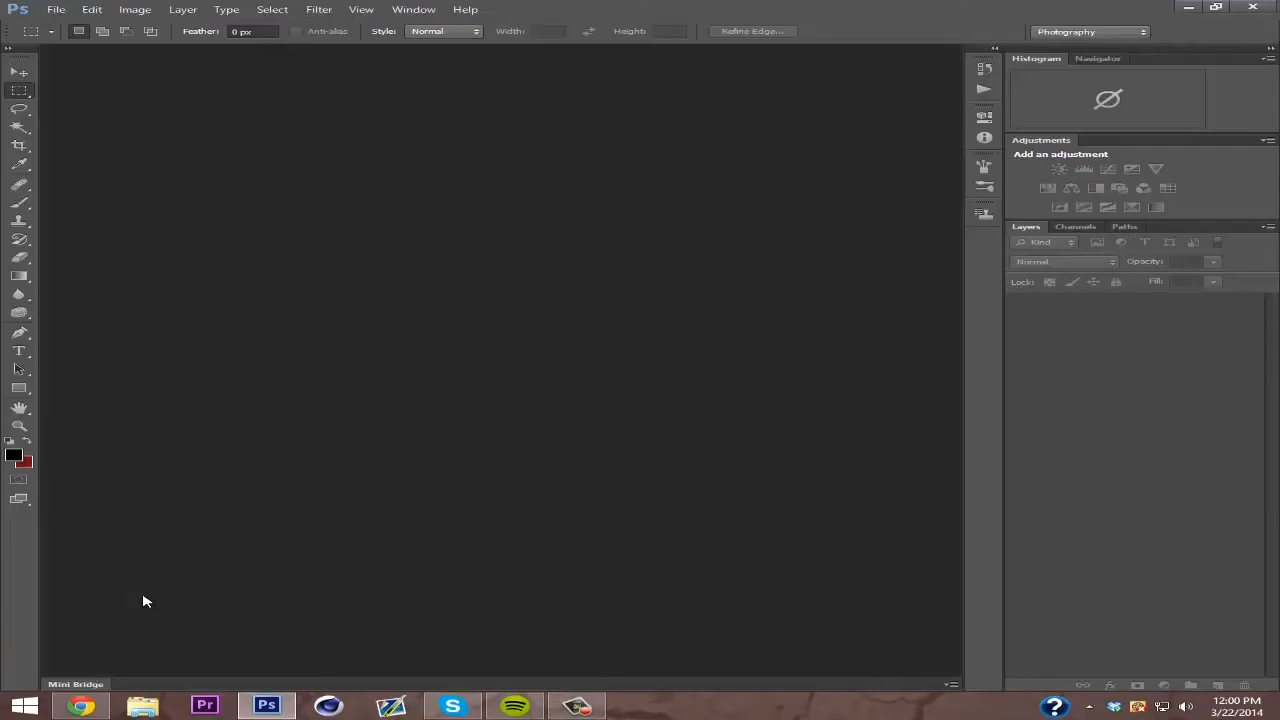 Ps File Edit Image Layer Type Select Filter View Window Help
Feather: 0 px Anti-alias Style: Normal Width: Height: Refine Edge... Photography
Histogram Navigator
Adjustments
Add an adjustment
Layers Channels Paths
Kind
Normal Opacity:
Lock: Fill:
Mini Bridge
Pr Ps
12:00 PM
3/22/2014